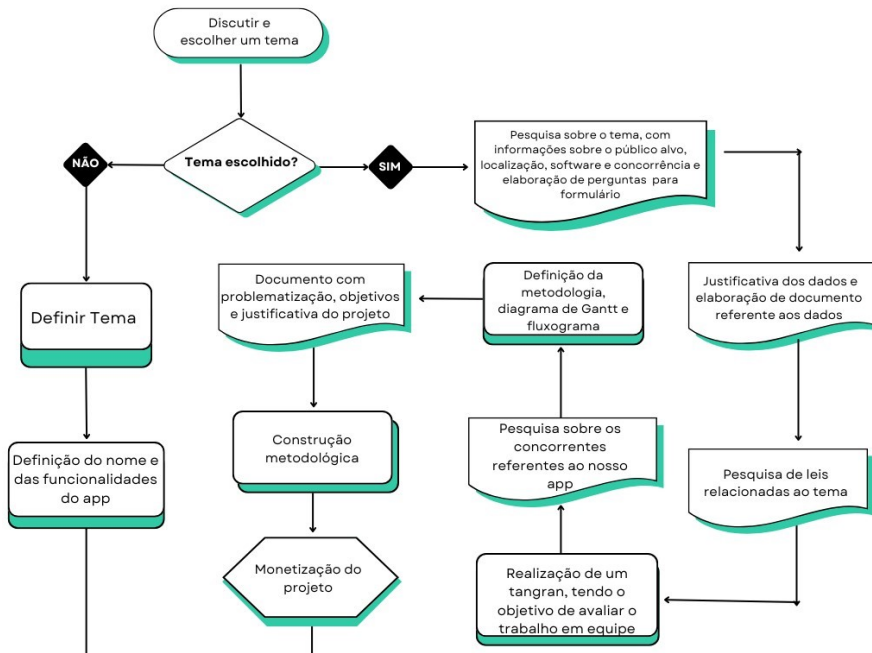 Discutir e
escolher um tema
Tema escolhido?
NÃO
SIM
Pesquisa sobre o tema, com
informações sobre o público alvo,
localização, software e concorrência e
elaboração de perguntas para
formulário
Justificativa dos dados e
elaboração de documento
referente aos dados
Pesquisa de leis
relacionadas ao tema
Realização de um
tangran, tendo o
objetivo de avaliar o
trabalho em equipe
Pesquisa sobre os
concorrentes
referentes ao nosso
app
Definição da
metodologia,
diagrama de Gantt e
fluxograma
Documento com
problematização, objetivos
e justificativa do projeto
Construção
metodológica
Monetização do
projeto
Definir Tema
Definição do nome e
das funcionalidades
do app